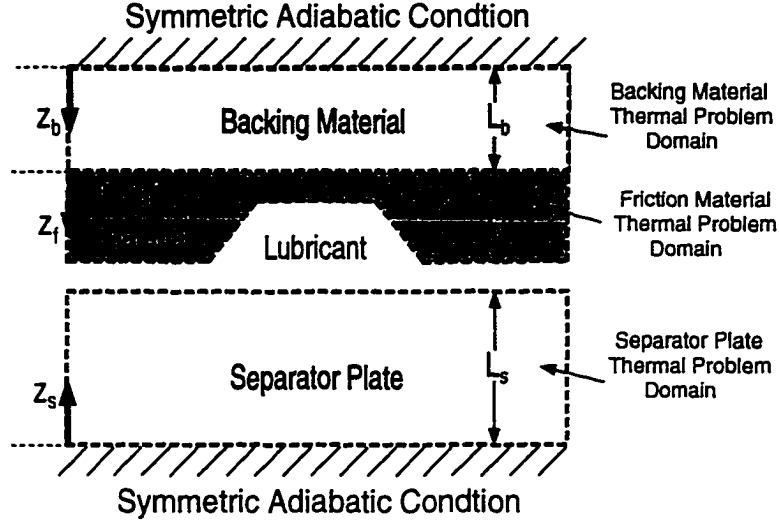 Symmetric Adiabatic Condtion
Z_b
Backing Material
L_b
Backing Material
Thermal Problem
Domain
Z_f
Lubricant
Friction Material
Thermal Problem
Domain
Z_s
Separator Plate
L_s
Separator Plate
Thermal Problem
Domain
Symmetric Adiabatic Condtion